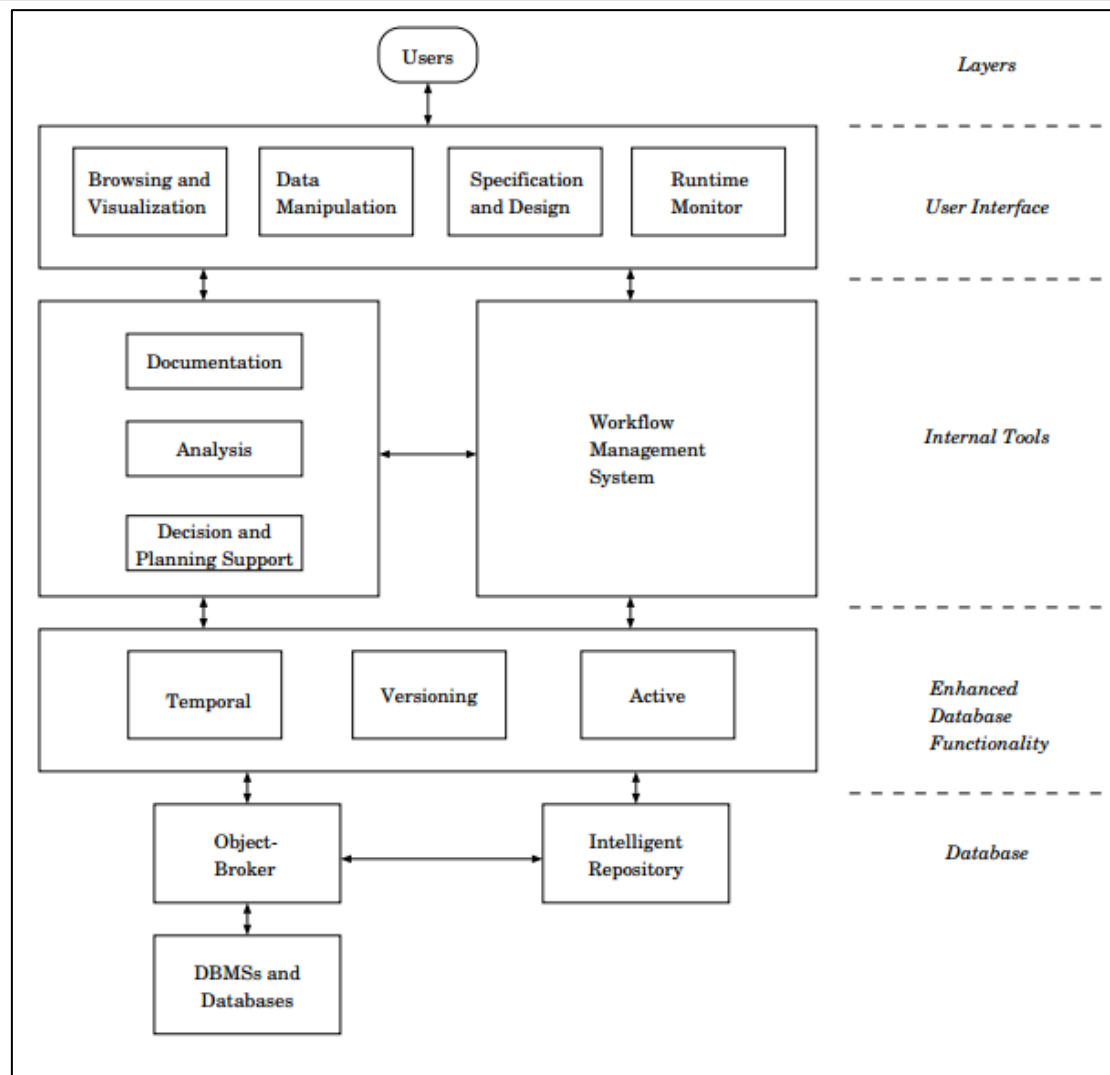 Users
Layers
Browsing and
Visualization
Data
Manipulation
Specification
and Design
Runtime
Monitor
User Interface
Documentation
Analysis
Decision and
Planning Support
Workflow
Management
System
Internal Tools
Temporal
Versioning
Active
Enhanced
Database
Functionality
Object-
Broker
Intelligent
Repository
Database
DBMSs and
Databases